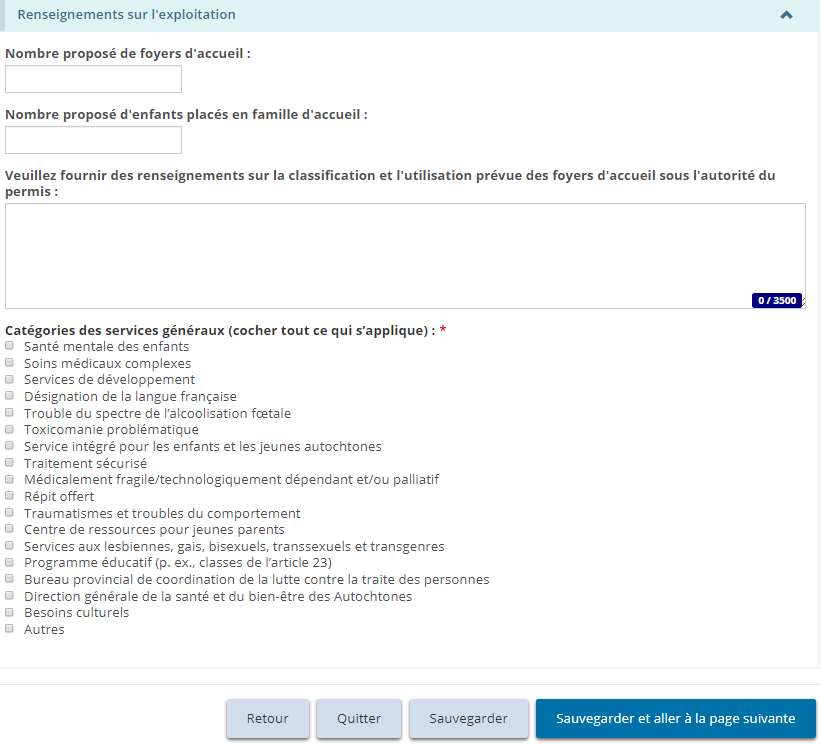 Renseignements sur l'exploitation
Nombre proposé de foyers d'accueil :
Nombre proposé d'enfants placés en famille d'accueil :
Veuillez fournir des renseignements sur la classification et l'utilisation prévue des foyers d'accueil sous l'autorité du
permis :
0 / 3500
Catégories des services généraux (cocher tout ce qui s’applique) : *
Santé mentale des enfants
Soins médicaux complexes
Services de développement
Désignation de la langue française
Trouble du spectre de l’alcoolisation fœtale
Toxicomanie problématique
Service intégré pour les enfants et les jeunes autochtones
Traitement sécurisé
Médicalement fragile/technologiquement dépendant et/ou palliatif
Répit offert
Traumatismes et troubles du comportement
Centre de ressources pour jeunes parents
Services aux lesbiennes, gais, bisexuels, transsexuels et transgenres
Programme éducatif (p. ex., classes de l’article 23)
Bureau provincial de coordination de la lutte contre la traite des personnes
Direction générale de la santé et du bien-être des Autochtones
Besoins culturels
Autres
Retour Quitter Sauvegarder Sauvegarder et aller à la page suivante